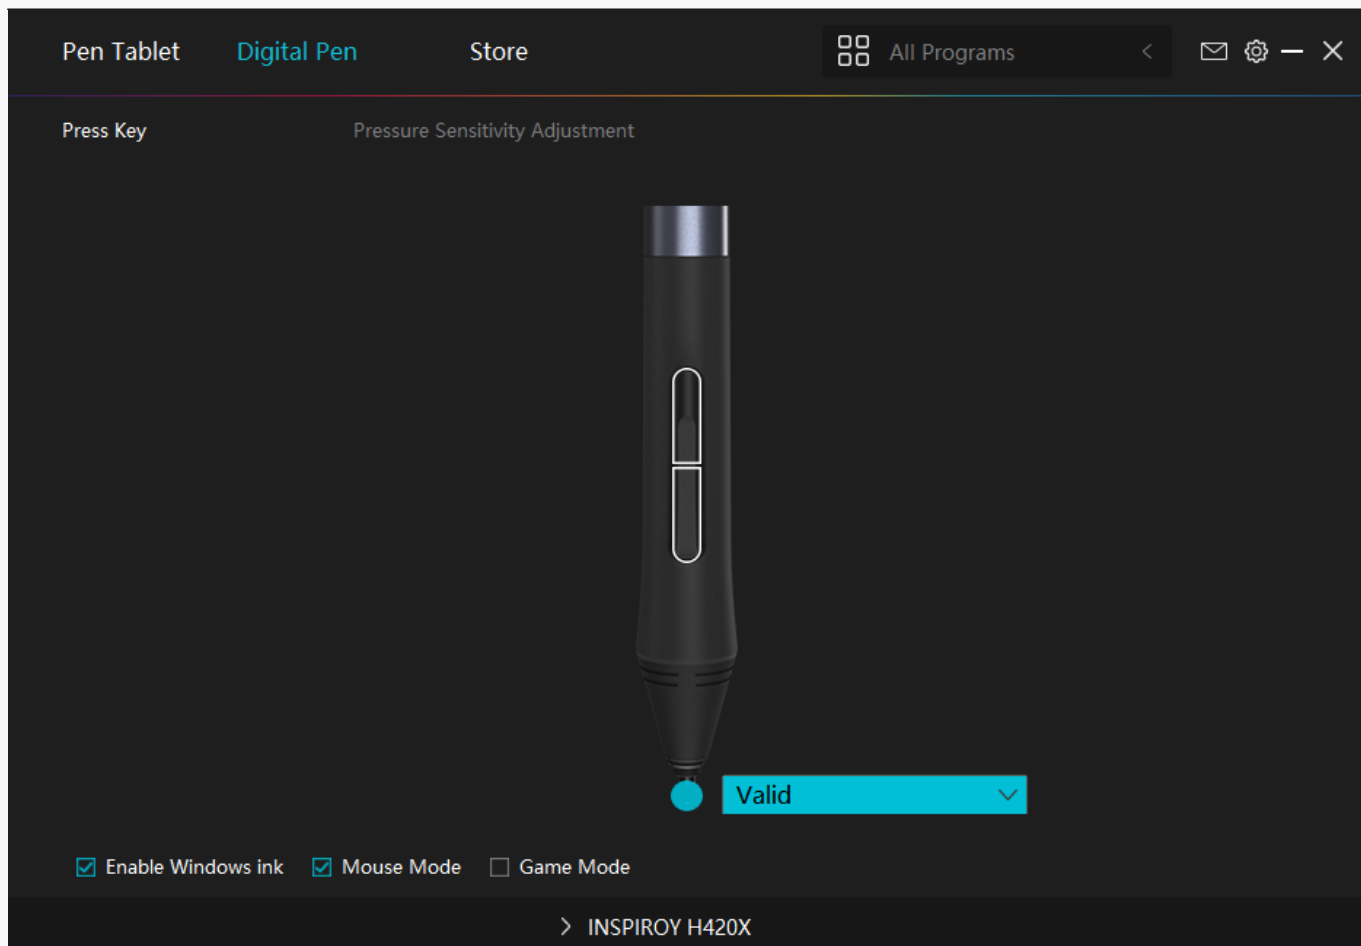 Pen Tablet Digital Pen Store All Programs
Press Key Pressure Sensitivity Adjustment
Valid
Enable Windows ink Mouse Mode Game Mode
INSPIROY H420X